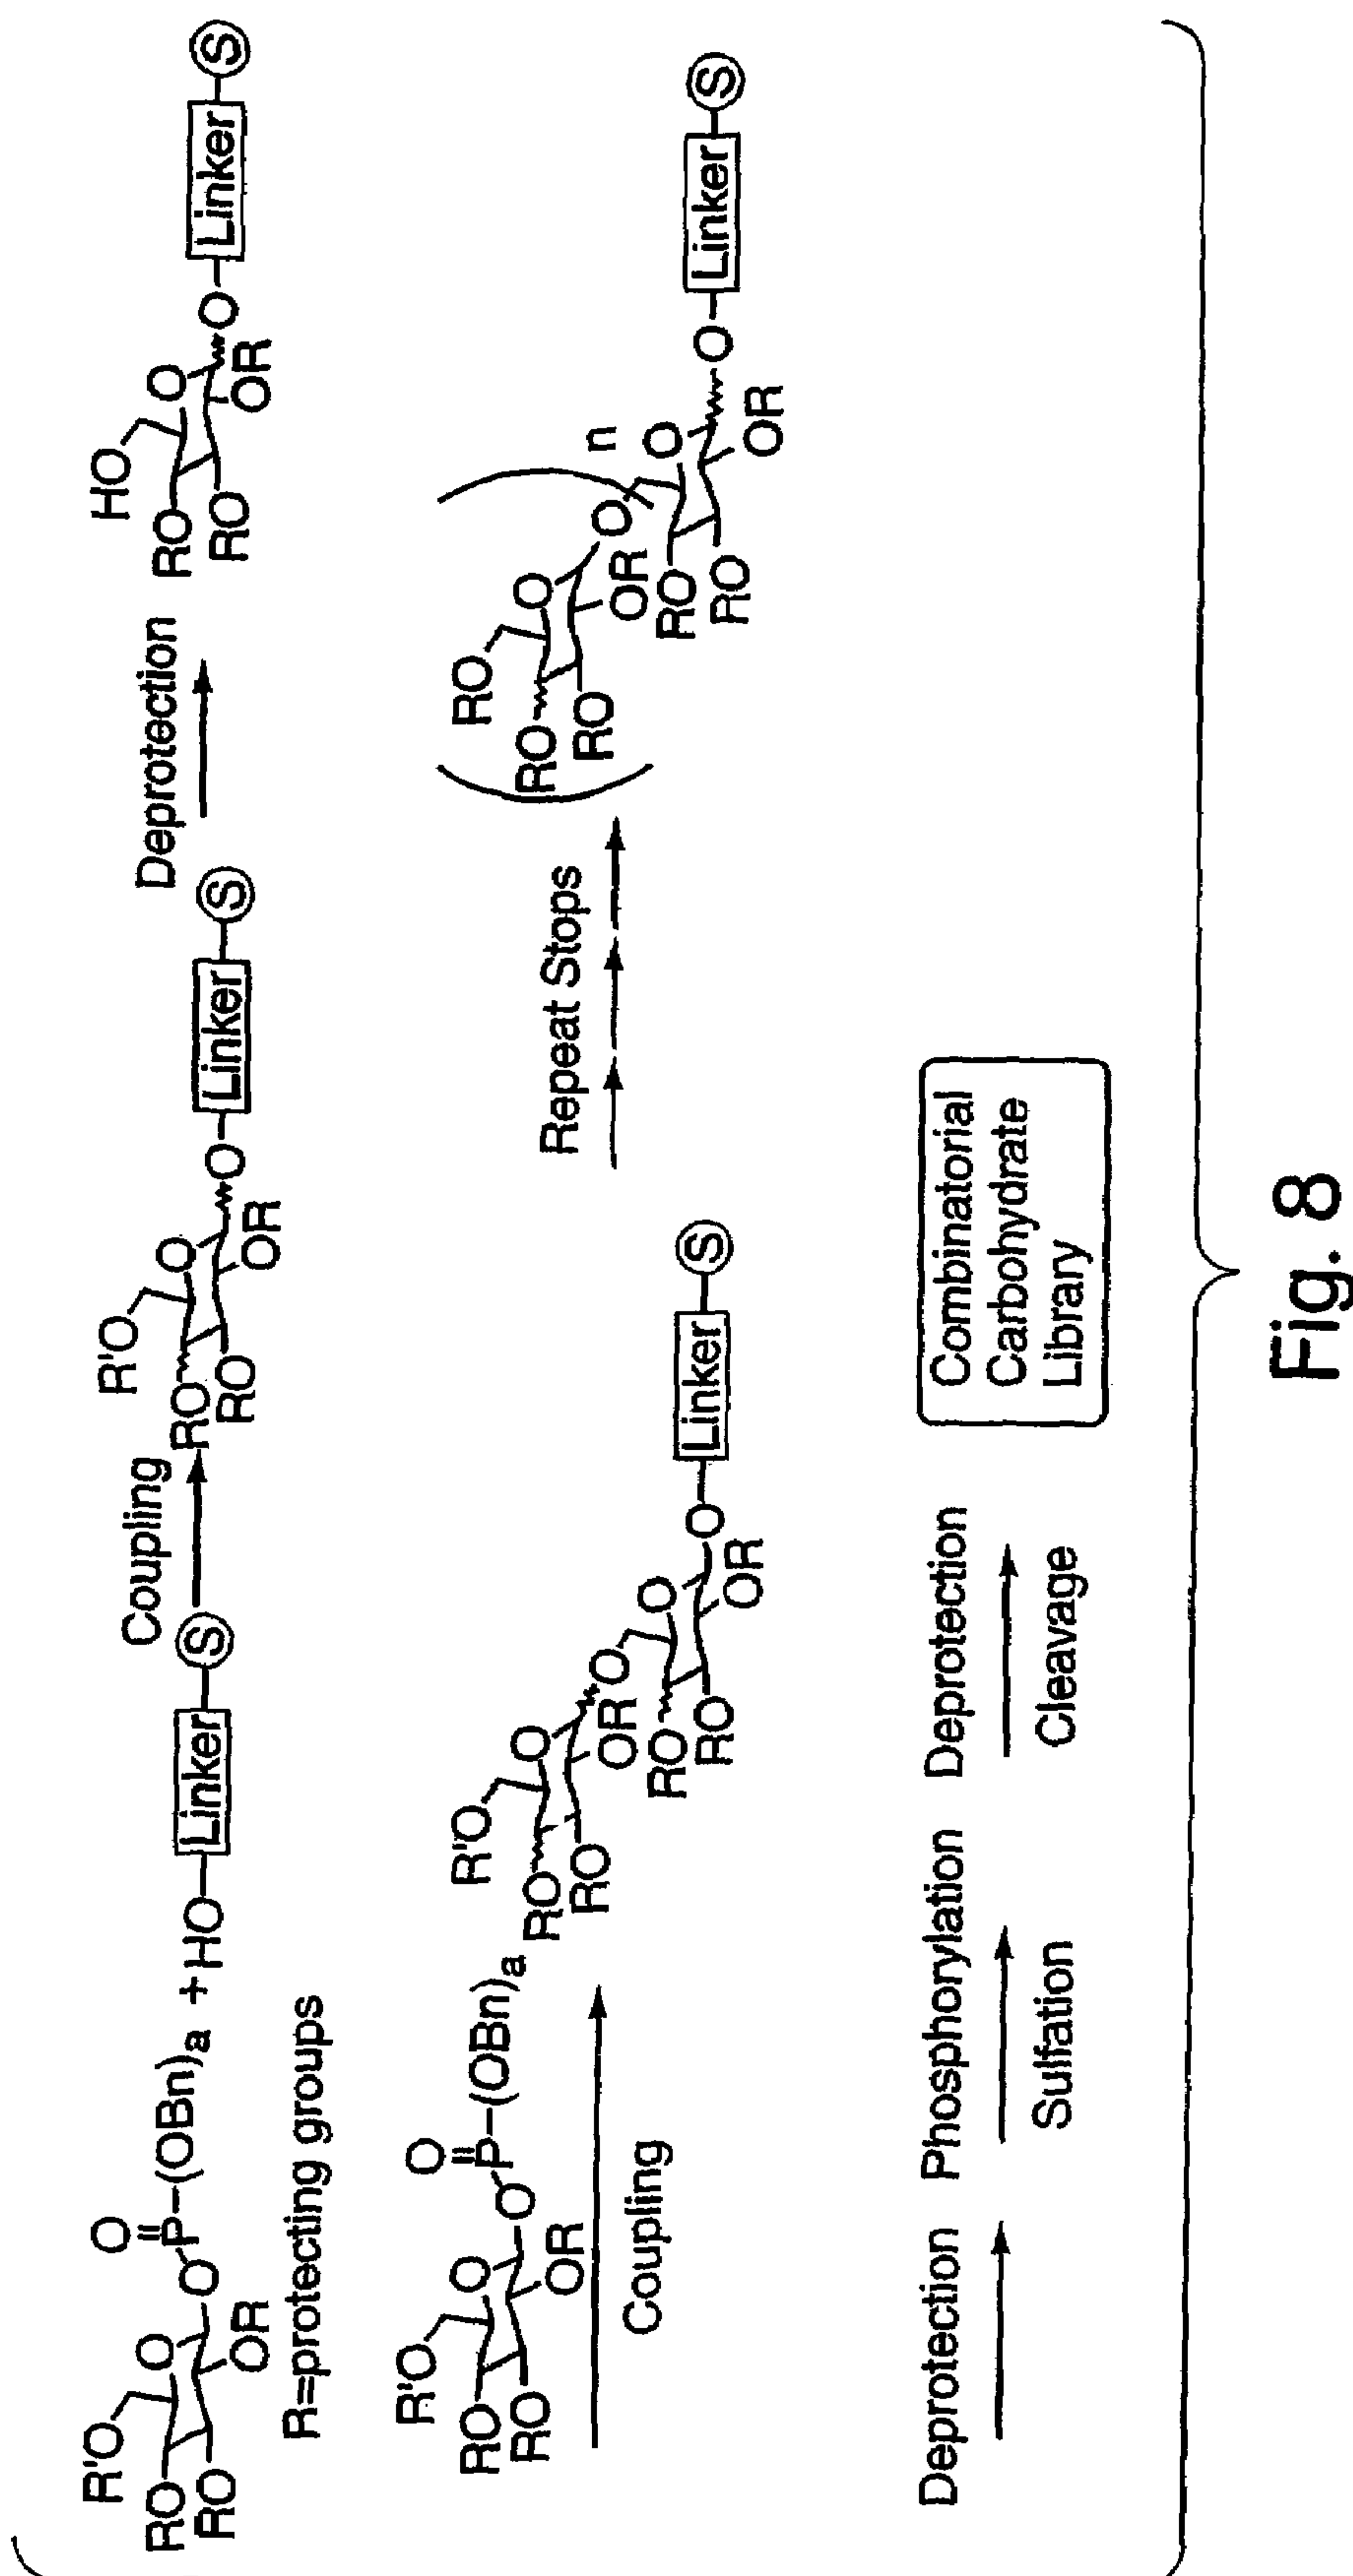 R'O O O
RO P-(OBn)a + HO-Linker-S
RO OR O
R=protecting groups
Coupling
R'O
RO O O-Linker-S
RO OR
Deprotection
HO
RO O O-Linker-S
RO OR
R'O O O
RO P-(OBn)a
RO OR O
Coupling
R'O
RO O O
RO OR
RO O O-Linker-S
RO OR
Repeat Stops
RO
RO O O n
RO OR
RO O O-Linker-S
RO OR
Deprotection
Phosphorylation
Sulfation
Deprotection
Cleavage
Combinatorial
Carbohydrate
Library
Fig. 8